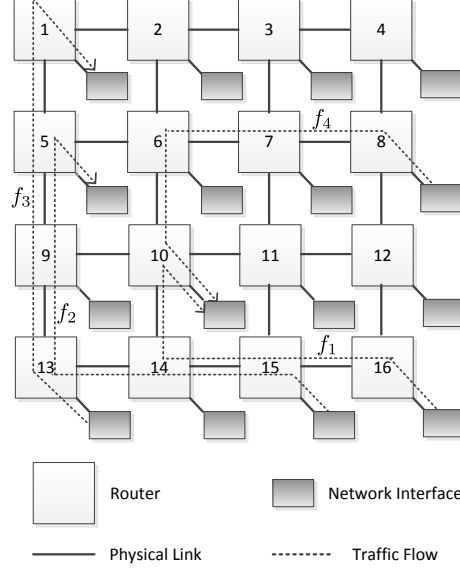 1 2 3 4
f4
5 6 7 8
f3
9 10 11 12
f2
f1
13 14 15 16
Router Network Interface
Physical Link Traffic Flow